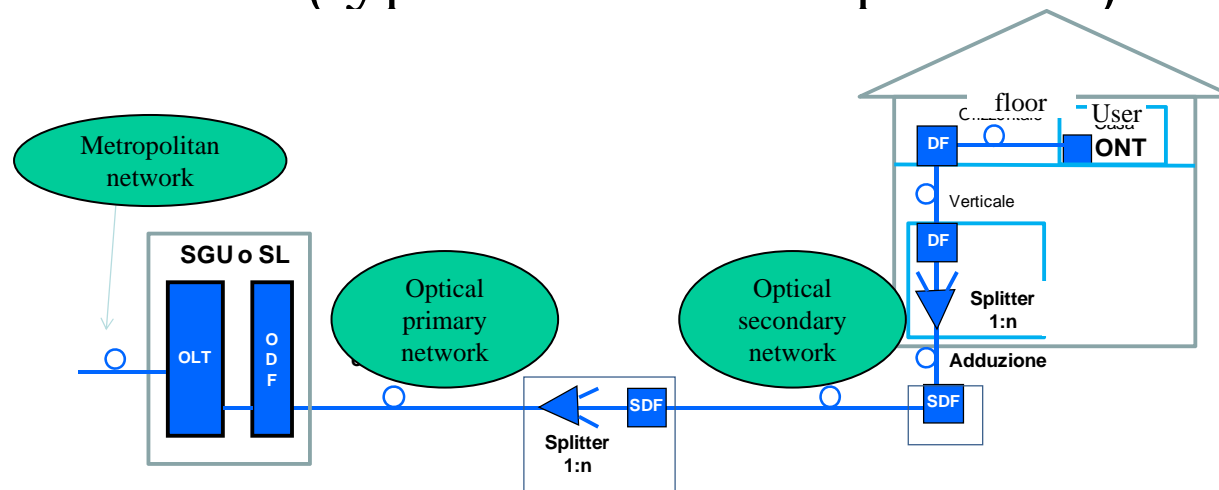 floor
User
ONT
DF
Metropolitan
network
Verticale
DF
SGU o SL
Optical
primary
network
Optical
secondary
network
Splitter
1:n
OLT
O
D
F
Adduzione
SDF
SDF
Splitter
1:n